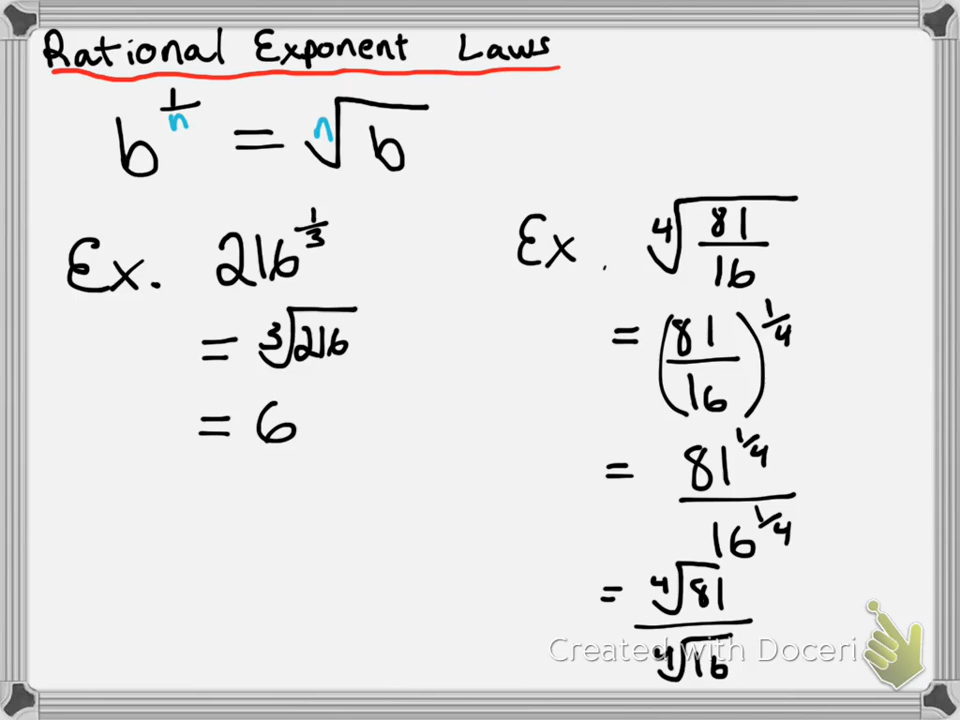 Rational Exponent Laws
b^(1/n) = ⁿ√b
Ex. 216^(1/3)
= ³√216
= 6
Ex. ⁴√(81/16)
= (81/16)^(1/4)
= 81^(1/4) / 16^(1/4)
= ⁴√81 / ⁴√16
Created with Doceri